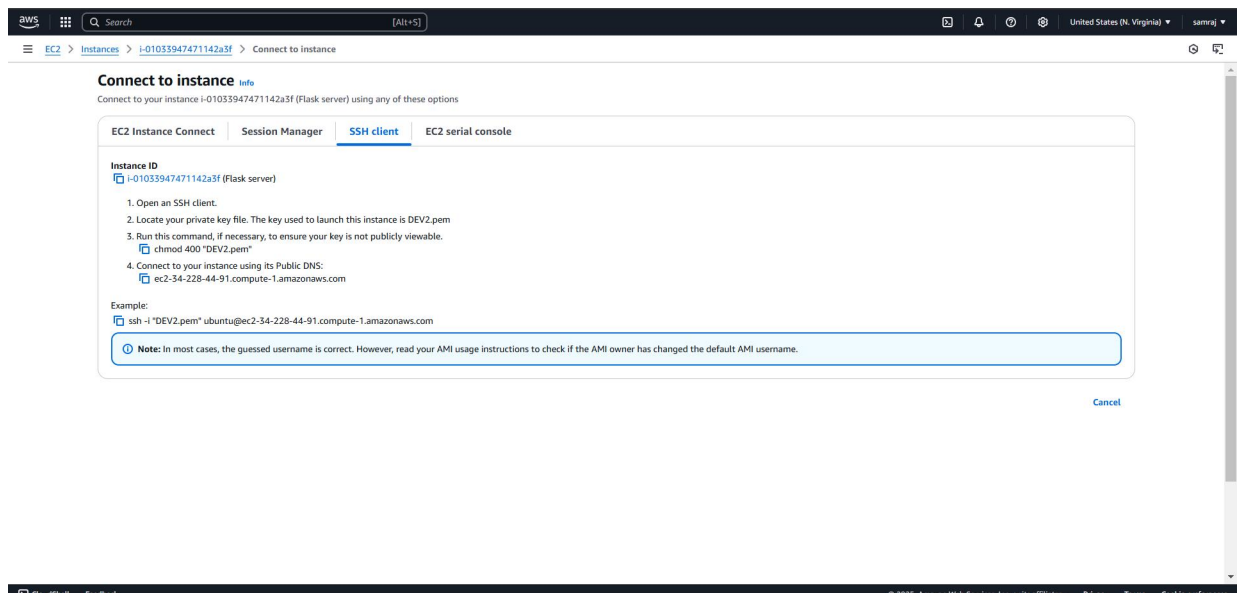 aws
Search [Alt+S]
United States (N. Virginia) samraj
EC2 > Instances > i-01033947471142a3f > Connect to instance
Connect to instance Info
Connect to your instance i-01033947471142a3f (Flask server) using any of these options
EC2 Instance Connect Session Manager SSH client EC2 serial console
Instance ID
i-01033947471142a3f (Flask server)
1. Open an SSH client.
2. Locate your private key file. The key used to launch this instance is DEV2.pem
3. Run this command, if necessary, to ensure your key is not publicly viewable.
chmod 400 "DEV2.pem"
4. Connect to your instance using its Public DNS:
ec2-34-228-44-91.compute-1.amazonaws.com
Example:
ssh -i "DEV2.pem" ubuntu@ec2-34-228-44-91.compute-1.amazonaws.com
Note: In most cases, the guessed username is correct. However, read your AMI usage instructions to check if the AMI owner has changed the default AMI username.
Cancel